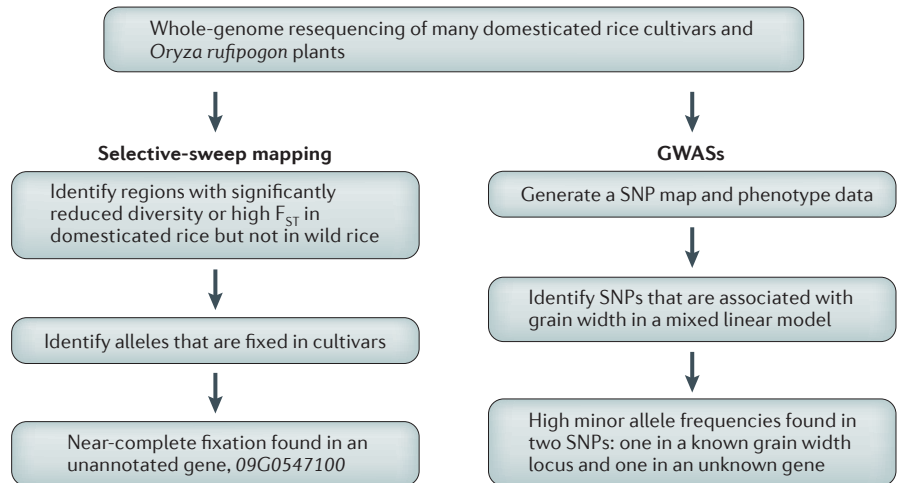 Whole-genome resequencing of many domesticated rice cultivars and
Oryza rufipogon plants
Selective-sweep mapping
Identify regions with significantly
reduced diversity or high FST in
domesticated rice but not in wild rice
Identify alleles that are fixed in cultivars
Near-complete fixation found in an
unannotated gene, 09G0547100
GWASs
Generate a SNP map and phenotype data
Identify SNPs that are associated with
grain width in a mixed linear model
High minor allele frequencies found in
two SNPs: one in a known grain width
locus and one in an unknown gene